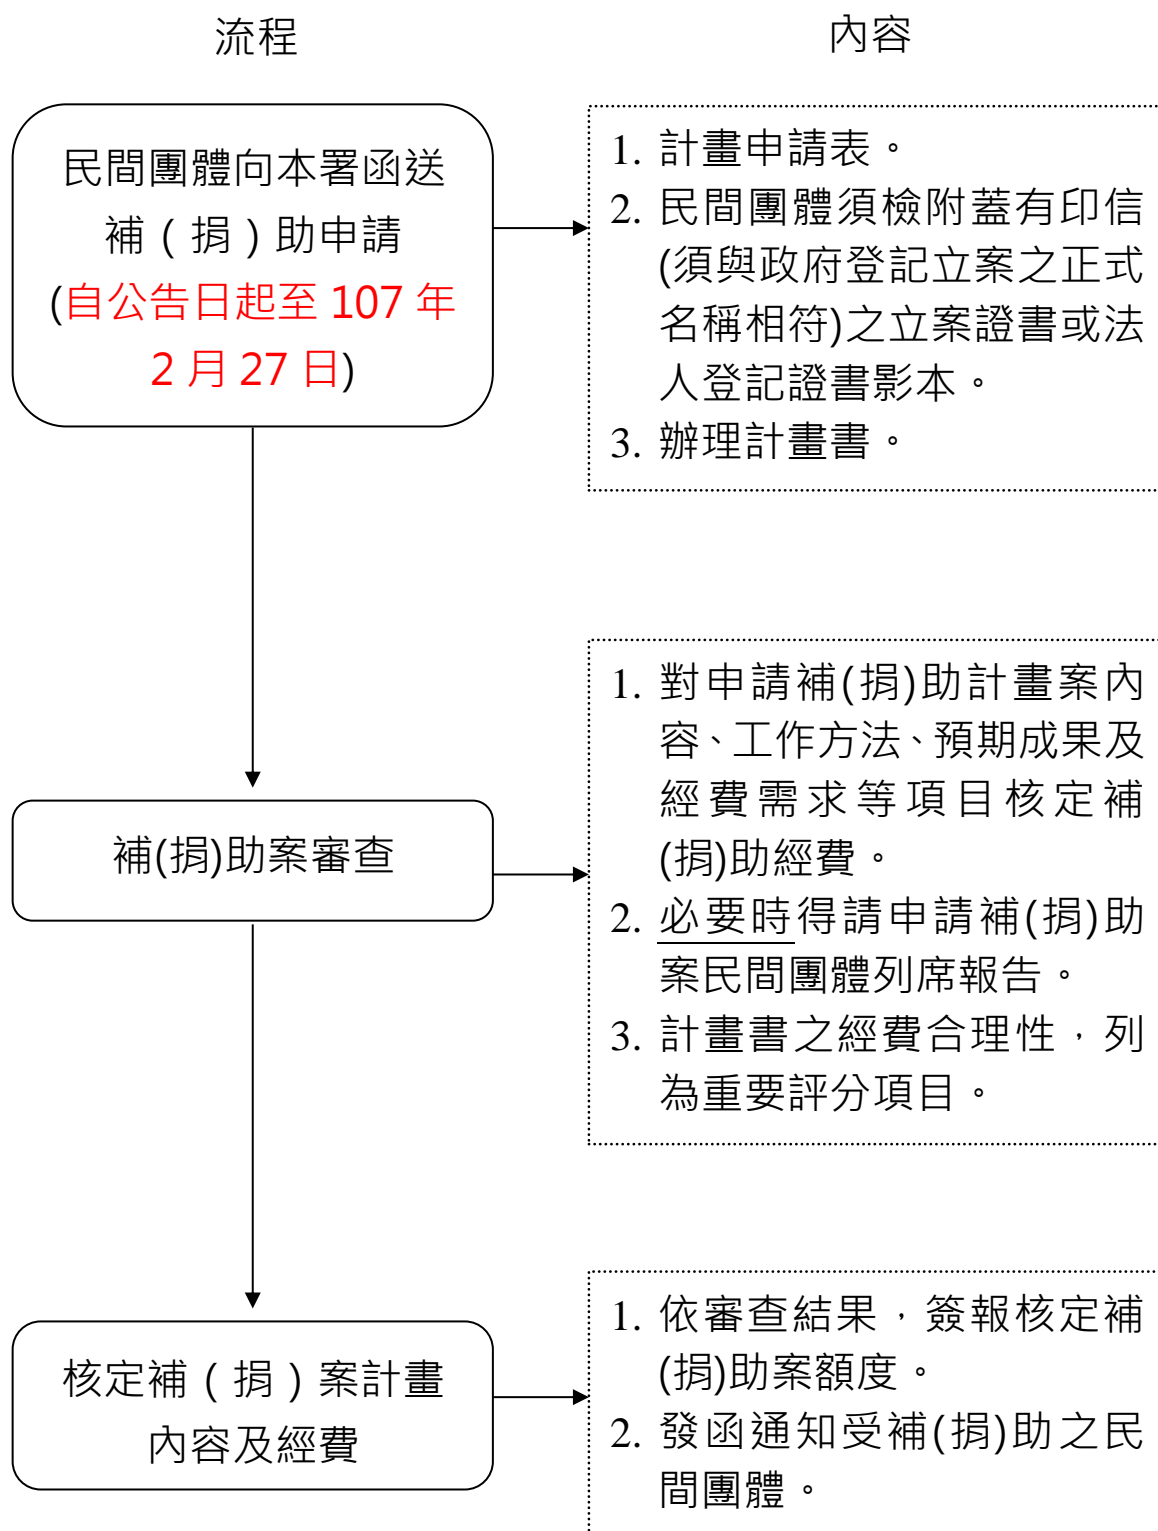 流程
內容
民間團體向本署函送
補（捐）助申請
(自公告日起至 107 年
2 月 27 日)
1. 計畫申請表。
2. 民間團體須檢附蓋有印信
(須與政府登記立案之正式
名稱相符)之立案證書或法
人登記證書影本。
3. 辦理計畫書。
補(捐)助案審查
1. 對申請補(捐)助計畫案內
容、工作方法、預期成果及
經費需求等項目核定補
(捐)助經費。
2. 必要時得請申請補(捐)助
案民間團體列席報告。
3. 計畫書之經費合理性，列
為重要評分項目。
核定補（捐）案計畫
內容及經費
1. 依審查結果，簽報核定補
(捐)助案額度。
2. 發函通知受補(捐)助之民
間團體。